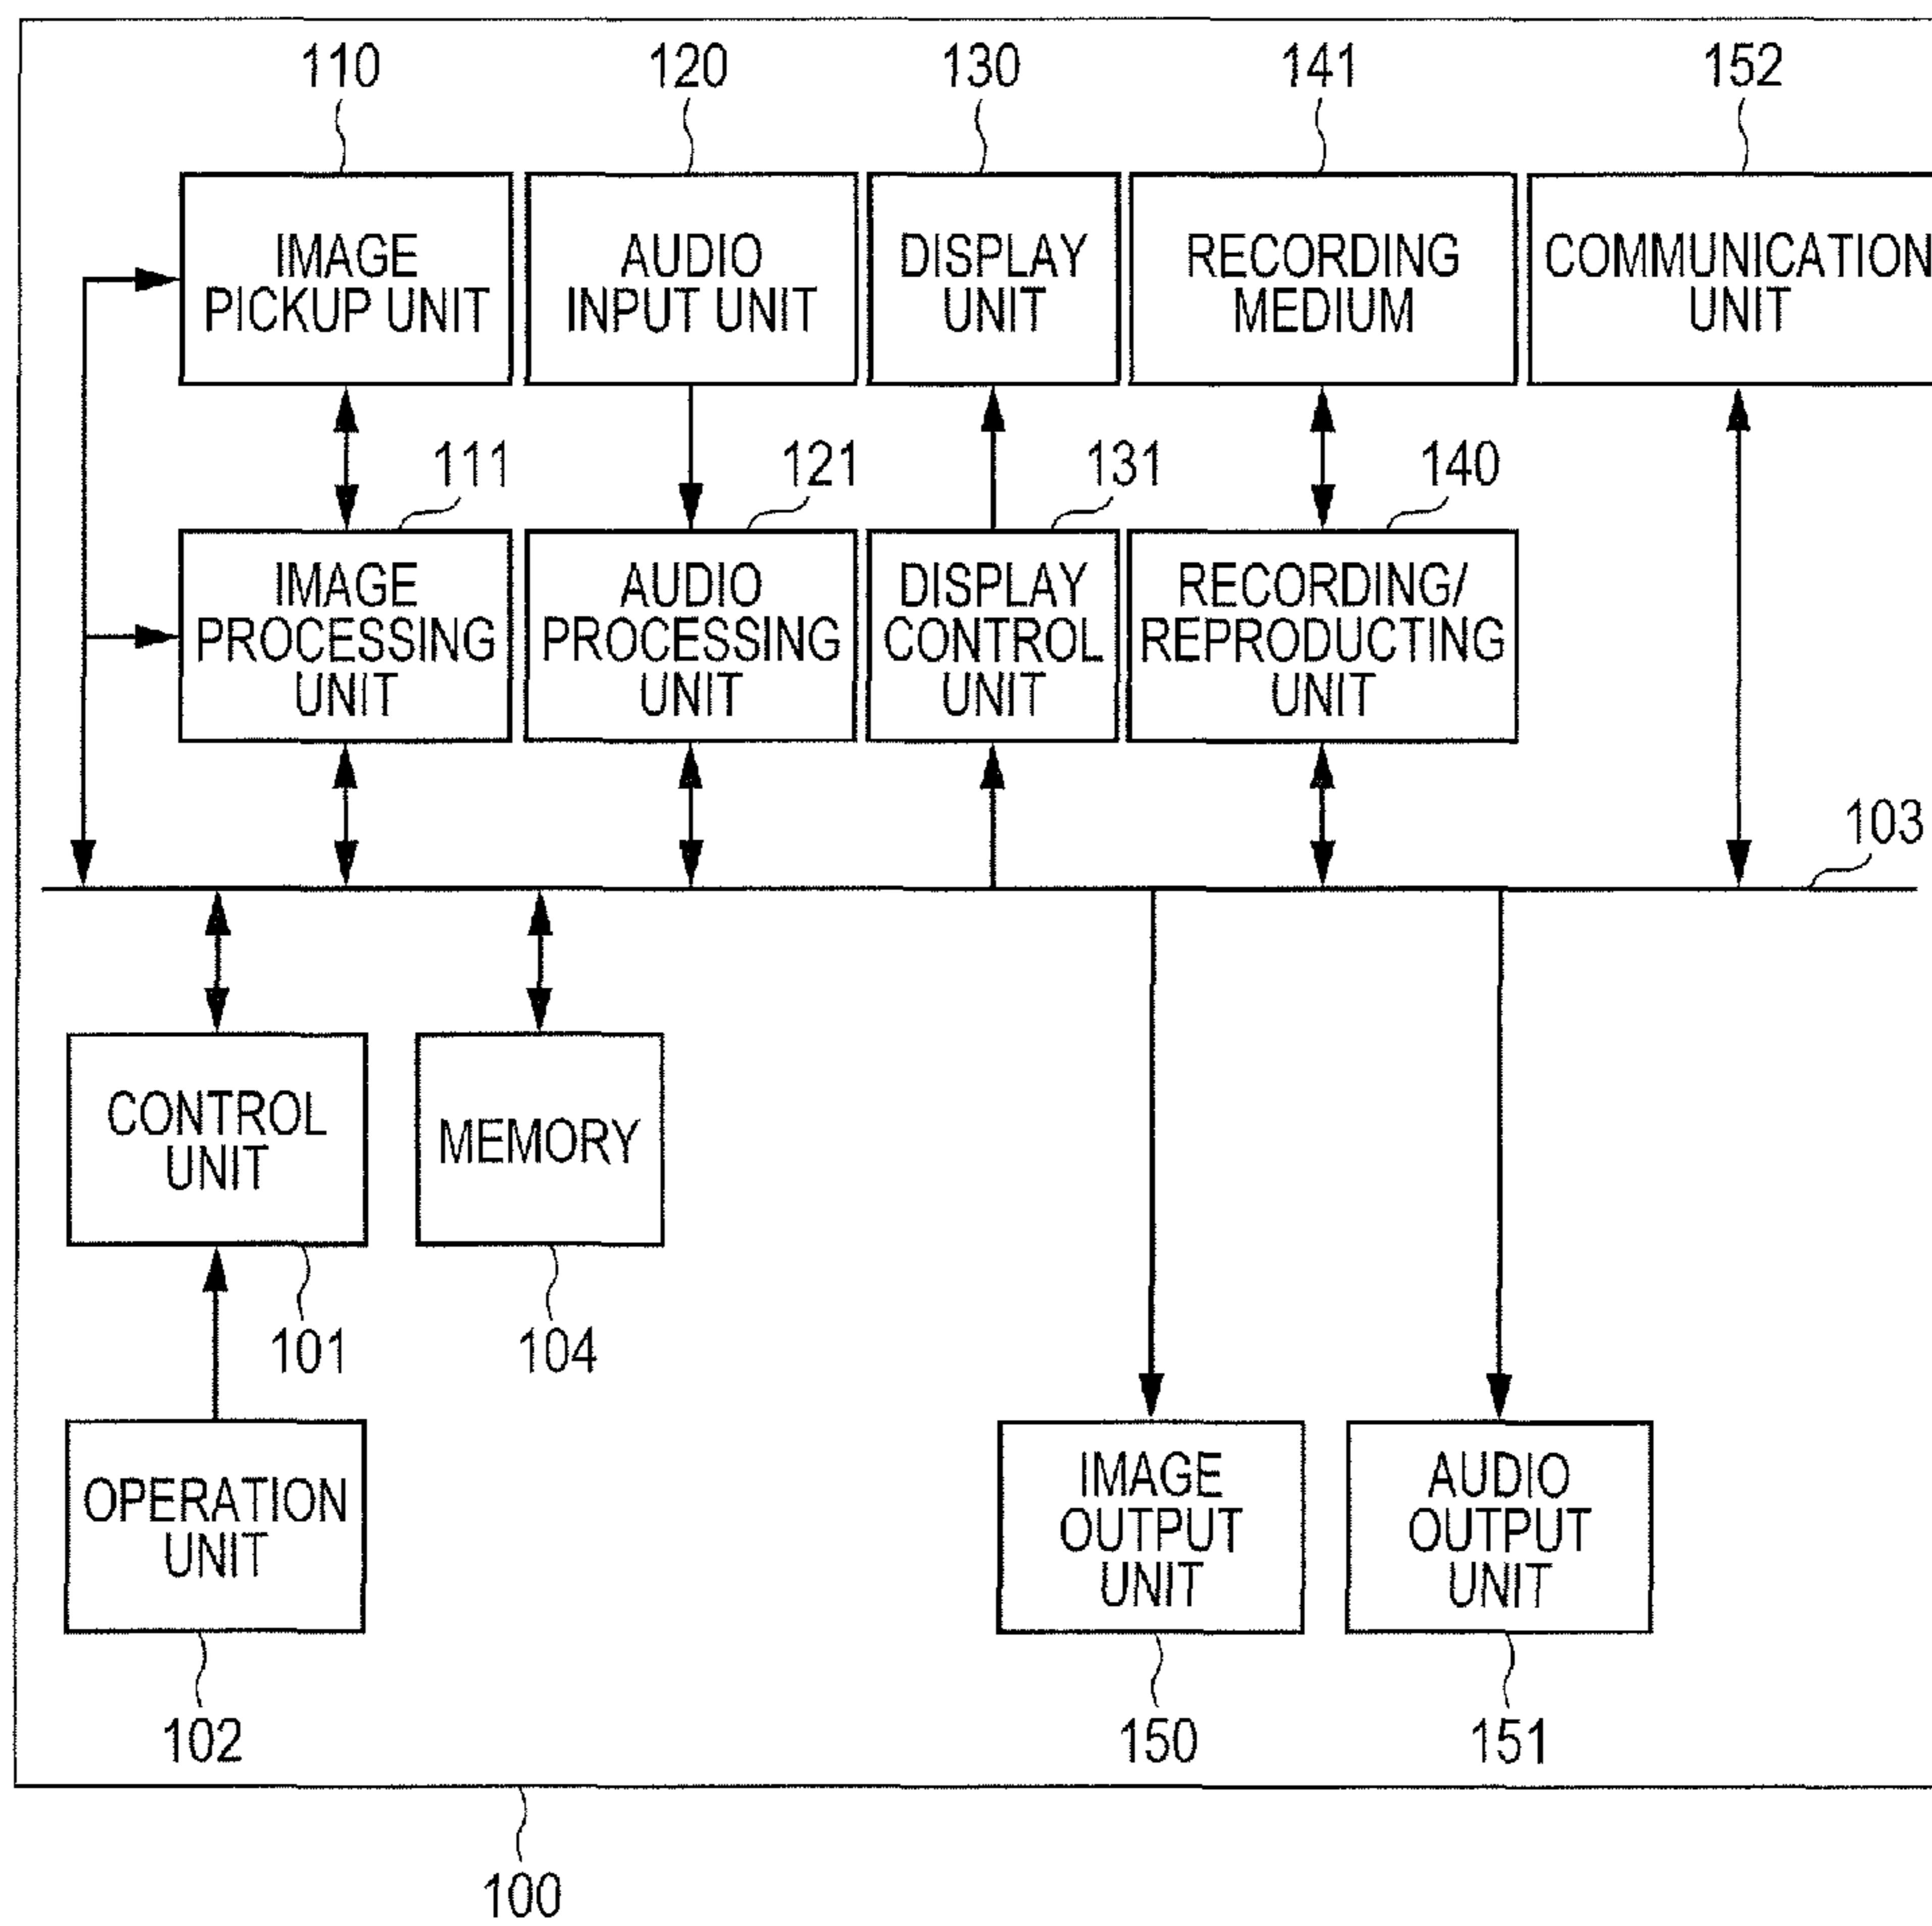 110
120
130
141
152
IMAGE
PICKUP UNIT
AUDIO
INPUT UNIT
DISPLAY
UNIT
RECORDING
MEDIUM
COMMUNICATION
UNIT
111
121
131
140
IMAGE
PROCESSING
UNIT
AUDIO
PROCESSING
UNIT
DISPLAY
CONTROL
UNIT
RECORDING/
REPRODUCTING
UNIT
103
CONTROL
UNIT
MEMORY
101
104
OPERATION
UNIT
IMAGE
OUTPUT
UNIT
AUDIO
OUTPUT
UNIT
102
150
151
100